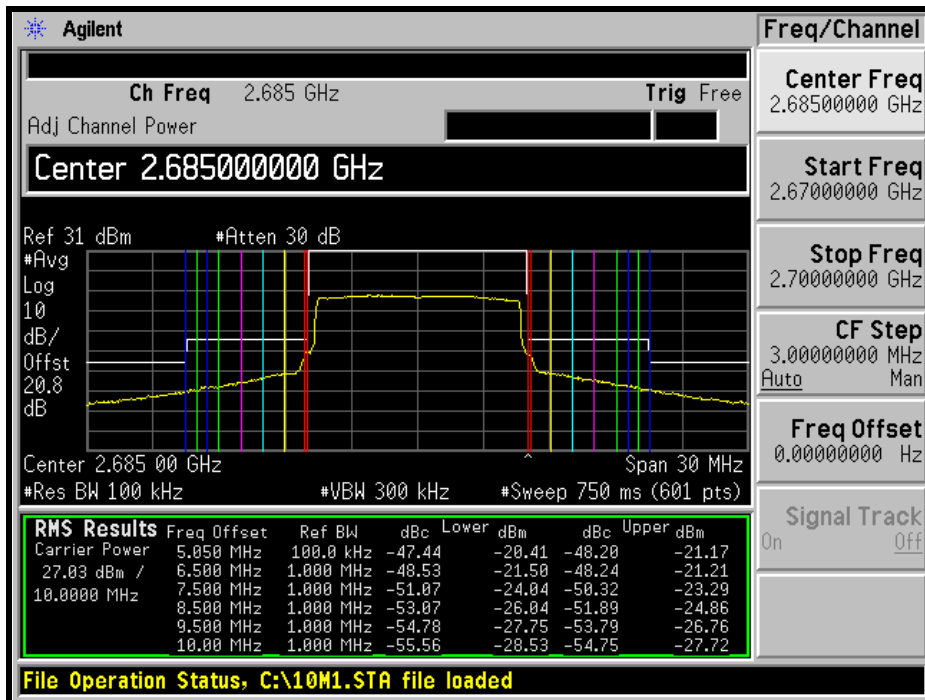 Agilent
Freq/Channel
Ch Freq 2.685 GHz Trig Free
Adj Channel Power
Center 2.685000000 GHz
Center Freq
2.68500000 GHz
Start Freq
2.67000000 GHz
Stop Freq
2.70000000 GHz
CF Step
3.00000000 MHz
Auto Man
Freq Offset
0.00000000 Hz
Signal Track
On Off
Ref 31 dBm #Atten 30 dB
#Avg
Log
10
dB/
Offst
20.8
dB
Center 2.685 00 GHz Span 30 MHz
#Res BW 100 kHz #VBW 300 kHz #Sweep 750 ms (601 pts)
RMS Results Freq Offset Ref BW dBc Lower dBm dBc Upper dBm
Carrier Power 5.050 MHz 100.0 kHz -47.44 -20.41 -48.20 -21.17
27.03 dBm / 6.500 MHz 1.000 MHz -48.53 -21.50 -48.24 -21.21
10.0000 MHz 7.500 MHz 1.000 MHz -51.07 -24.04 -50.32 -23.29
8.500 MHz 1.000 MHz -53.07 -26.04 -51.89 -24.86
9.500 MHz 1.000 MHz -54.78 -27.75 -53.79 -26.76
10.00 MHz 1.000 MHz -55.56 -28.53 -54.75 -27.72
File Operation Status, C:\10M1.STA file loaded